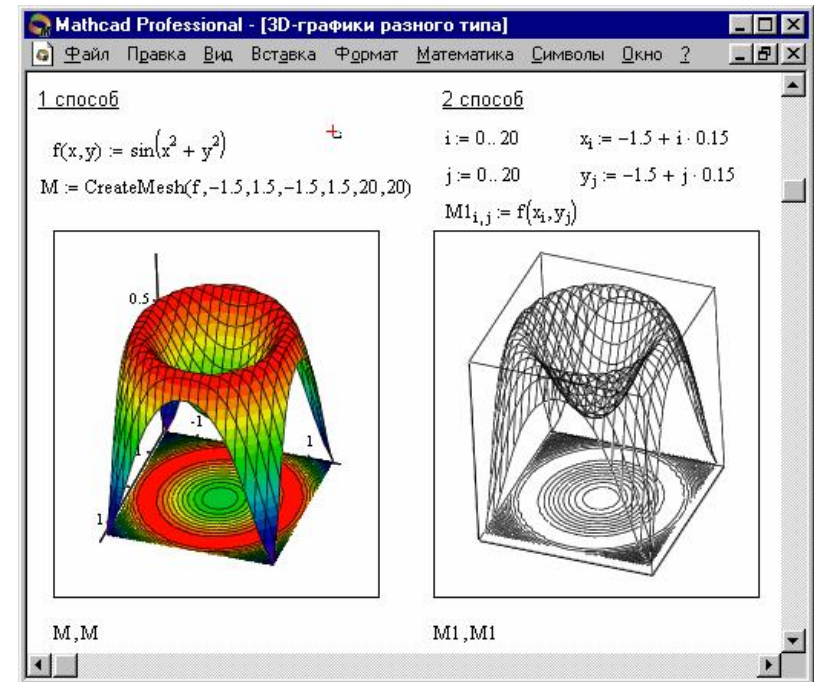 Mathcad Professional - [3D-графики разного типа]
Файл Правка Вид Вставка Формат Математика Символы Окно ?
1 способ
f(x,y) := sin(x² + y²)
M := CreateMesh(f,−1.5,1.5,−1.5,1.5,20,20)
2 способ
i := 0.. 20 xᵢ := −1.5 + i · 0.15
j := 0.. 20 yⱼ := −1.5 + j · 0.15
M1ᵢ,ⱼ := f(xᵢ,yⱼ)
0.5
-1
1
1
1
M,M
M1,M1